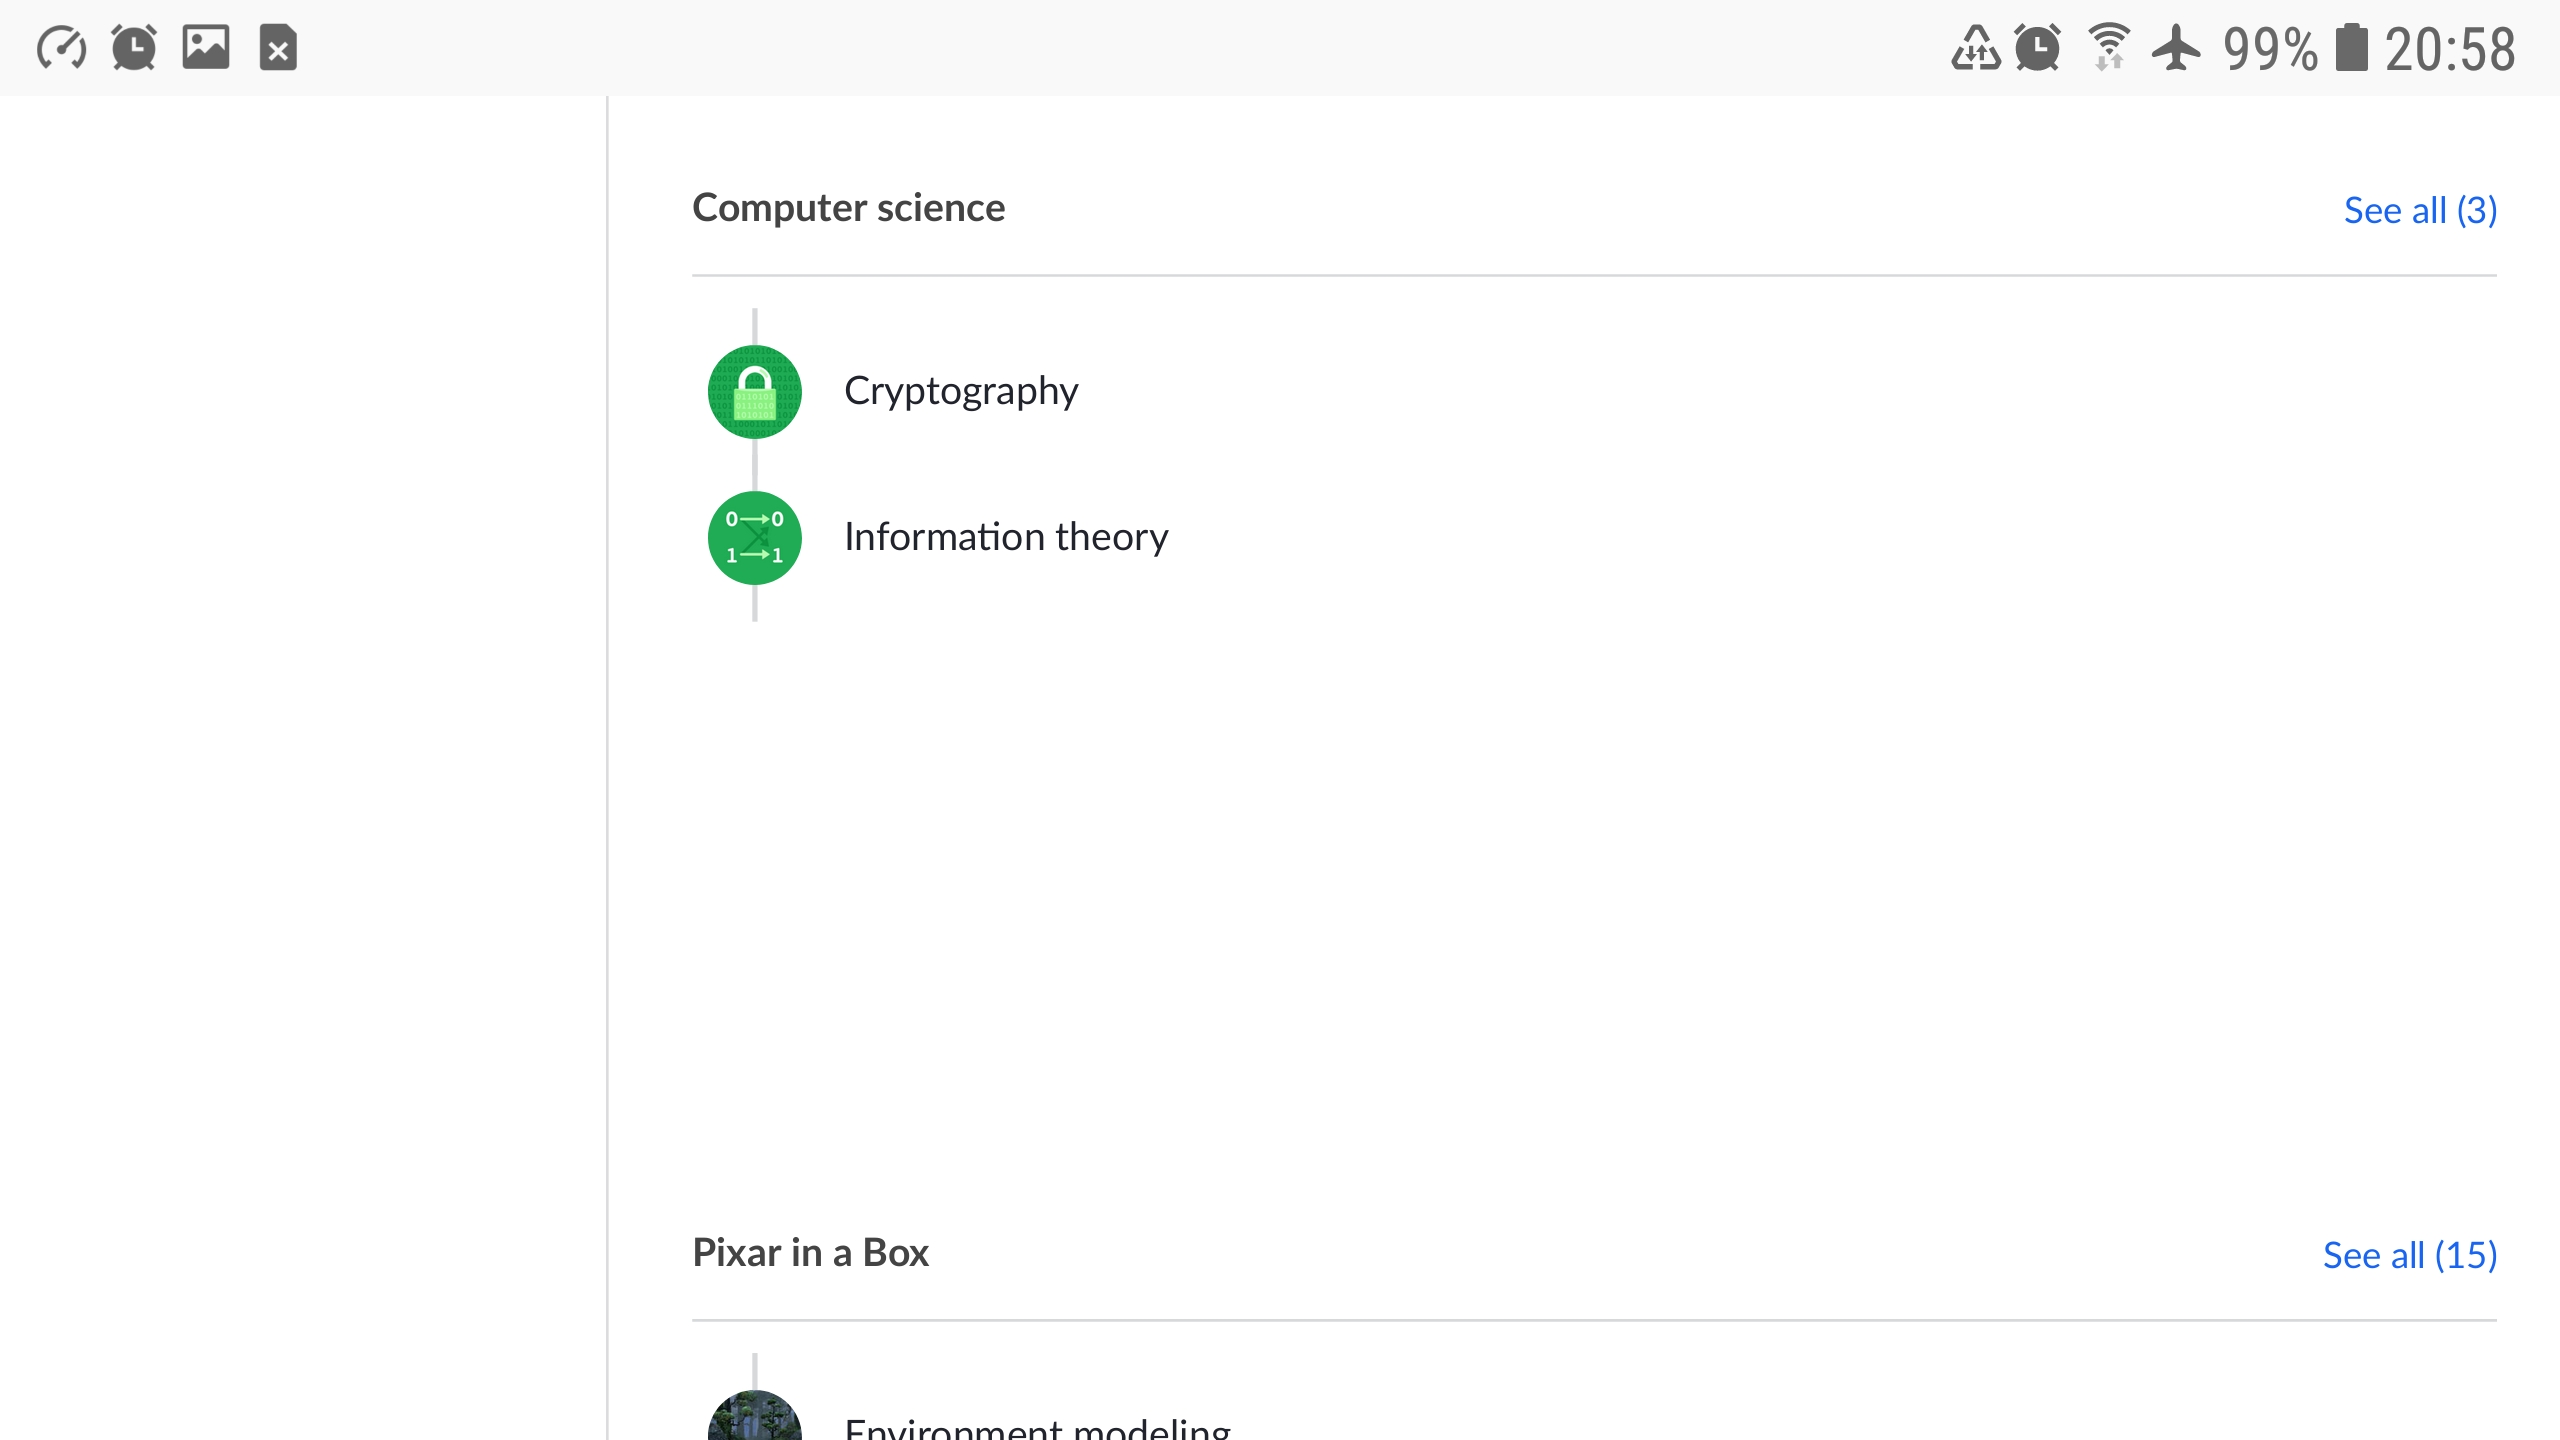 99% 20:58
Computer science See all (3)
Cryptography
0 0
1 1
Information theory
Pixar in a Box See all (15)
Environment modeling